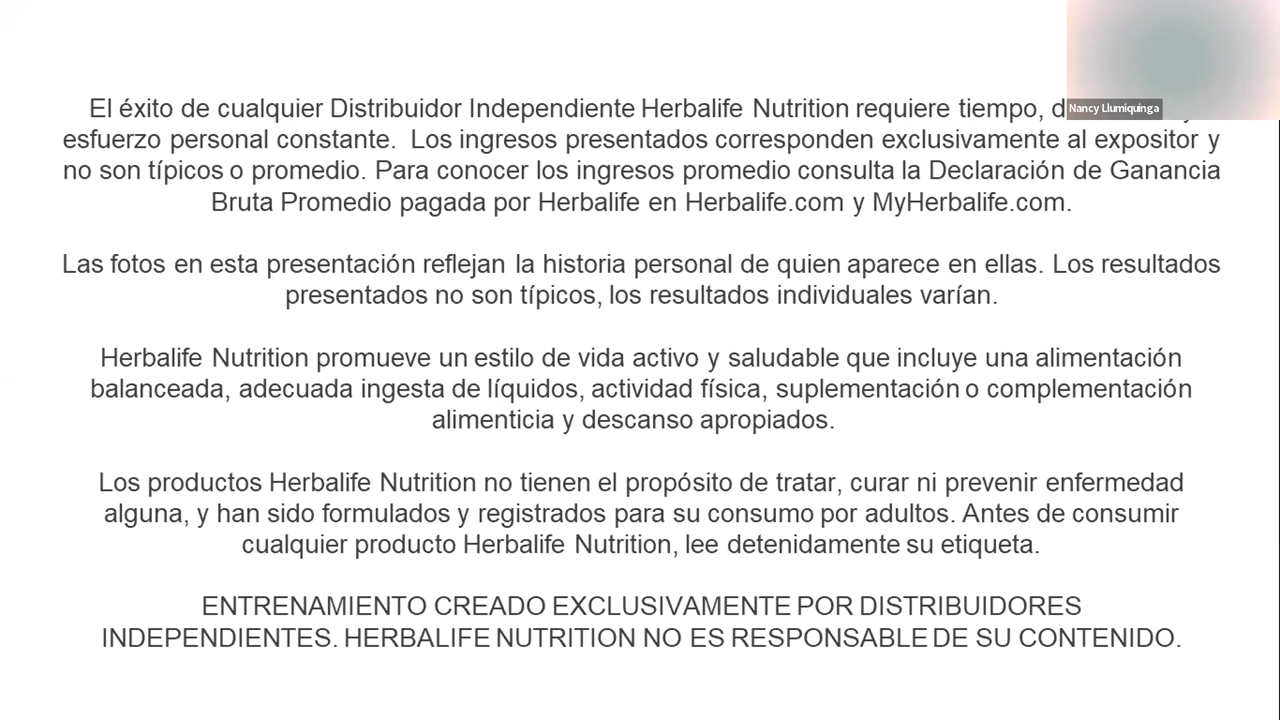 El éxito de cualquier Distribuidor Independiente Herbalife Nutrition requiere tiempo,
Nancy Llumiquinga
esfuerzo personal constante. Los ingresos presentados corresponden exclusivamente al expositor y
no son típicos o promedio. Para conocer los ingresos promedio consulta la Declaración de Ganancia
Bruta Promedio pagada por Herbalife en Herbalife.com y MyHerbalife.com.
Las fotos en esta presentación reflejan la historia personal de quien aparece en ellas. Los resultados
presentados no son típicos, los resultados individuales varían.
Herbalife Nutrition promueve un estilo de vida activo y saludable que incluye una alimentación
balanceada, adecuada ingesta de líquidos, actividad física, suplementación o complementación
alimenticia y descanso apropiados.
Los productos Herbalife Nutrition no tienen el propósito de tratar, curar ni prevenir enfermedad
alguna, y han sido formulados y registrados para su consumo por adultos. Antes de consumir
cualquier producto Herbalife Nutrition, lee detenidamente su etiqueta.
ENTRENAMIENTO CREADO EXCLUSIVAMENTE POR DISTRIBUIDORES
INDEPENDIENTES. HERBALIFE NUTRITION NO ES RESPONSABLE DE SU CONTENIDO.